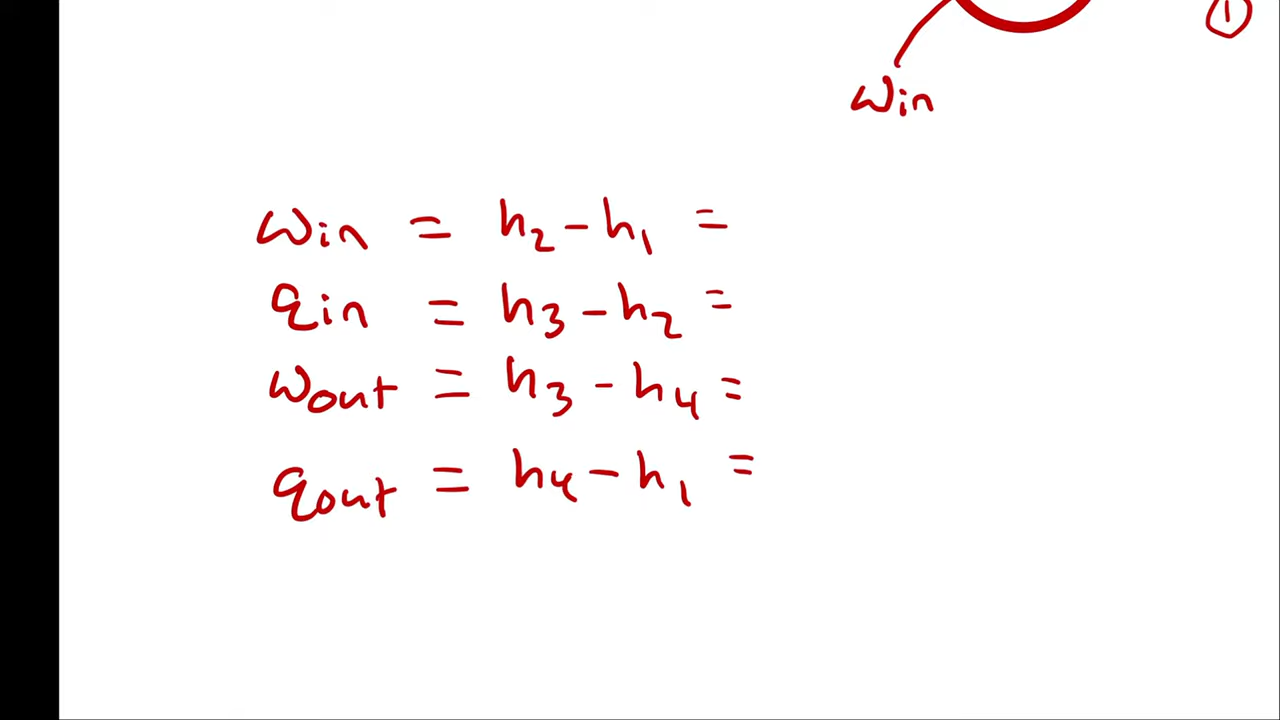 ①
Win
Win = h₂ - h₁ =
qin = h₃ - h₂ =
Wout = h₃ - h₄ =
qout = h₄ - h₁ =